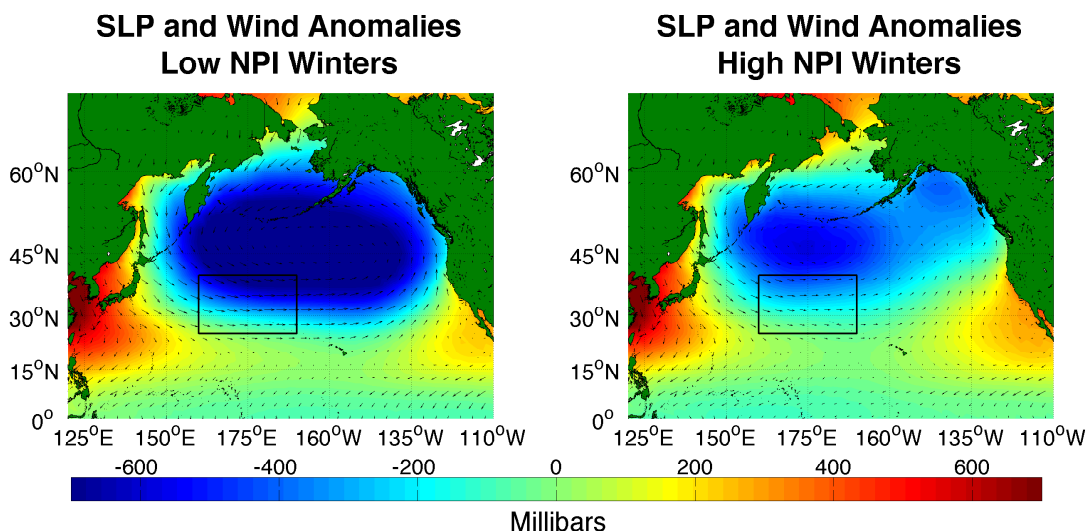 SLP and Wind Anomalies
Low NPI Winters
SLP and Wind Anomalies
High NPI Winters
60°N
45°N
30°N
15°N
0°
125°E 150°E 175°E 160°W 135°W 110°W
60°N
45°N
30°N
15°N
0°
125°E 150°E 175°E 160°W 135°W 110°W
-600 -400 -200 0 200 400 600
Millibars